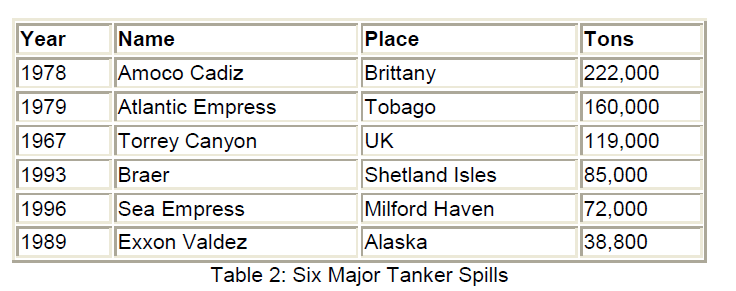 Year Name Place Tons
1978 Amoco Cadiz Brittany 222,000
1979 Atlantic Empress Tobago 160,000
1967 Torrey Canyon UK 119,000
1993 Braer Shetland Isles 85,000
1996 Sea Empress Milford Haven 72,000
1989 Exxon Valdez Alaska 38,800
Table 2: Six Major Tanker Spills